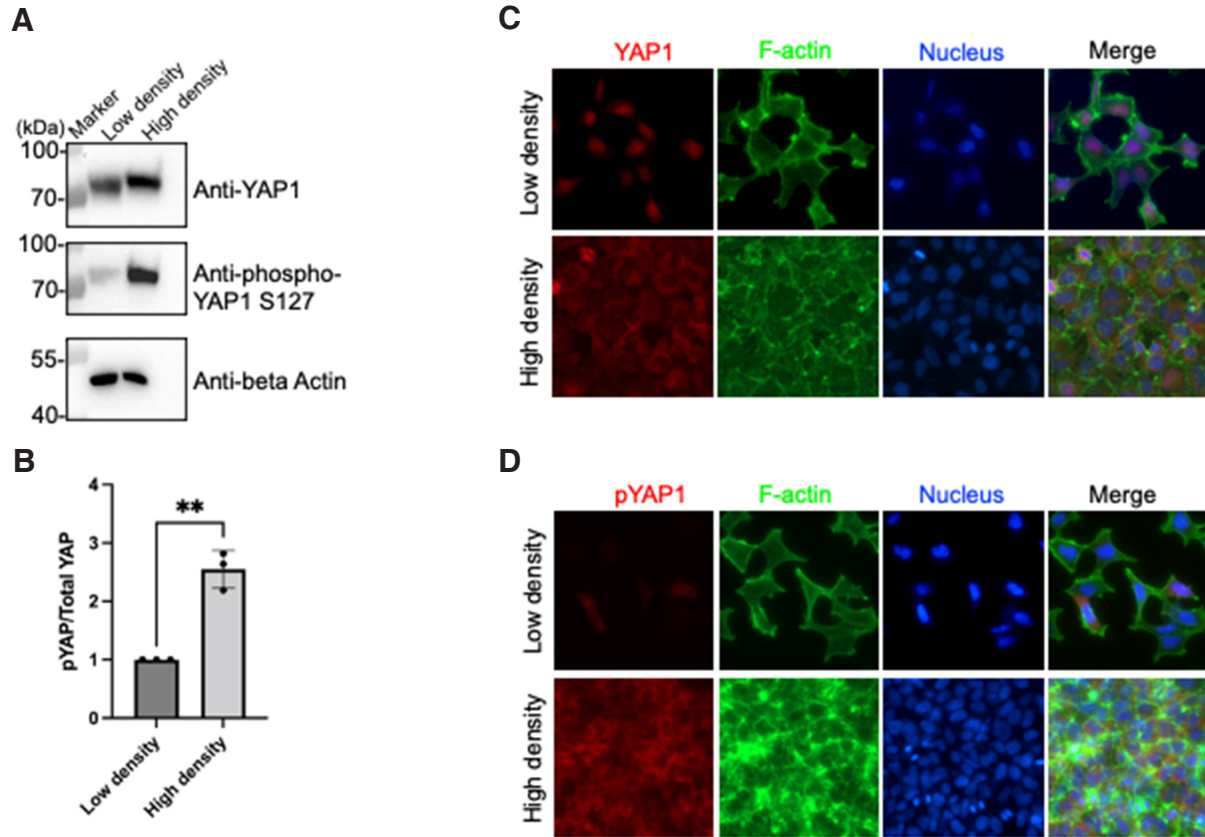 A
(kDa)
Marker
Low density
High density
100-
70-
Anti-YAP1
100-
70-
Anti-phospho-
YAP1 S127
55-
40-
Anti-beta Actin
B
pYAP/Total YAP
4
3
2
1
0
**
Low density
High density
C
YAP1 F-actin Nucleus Merge
Low density
High density
D
pYAP1 F-actin Nucleus Merge
Low density
High density